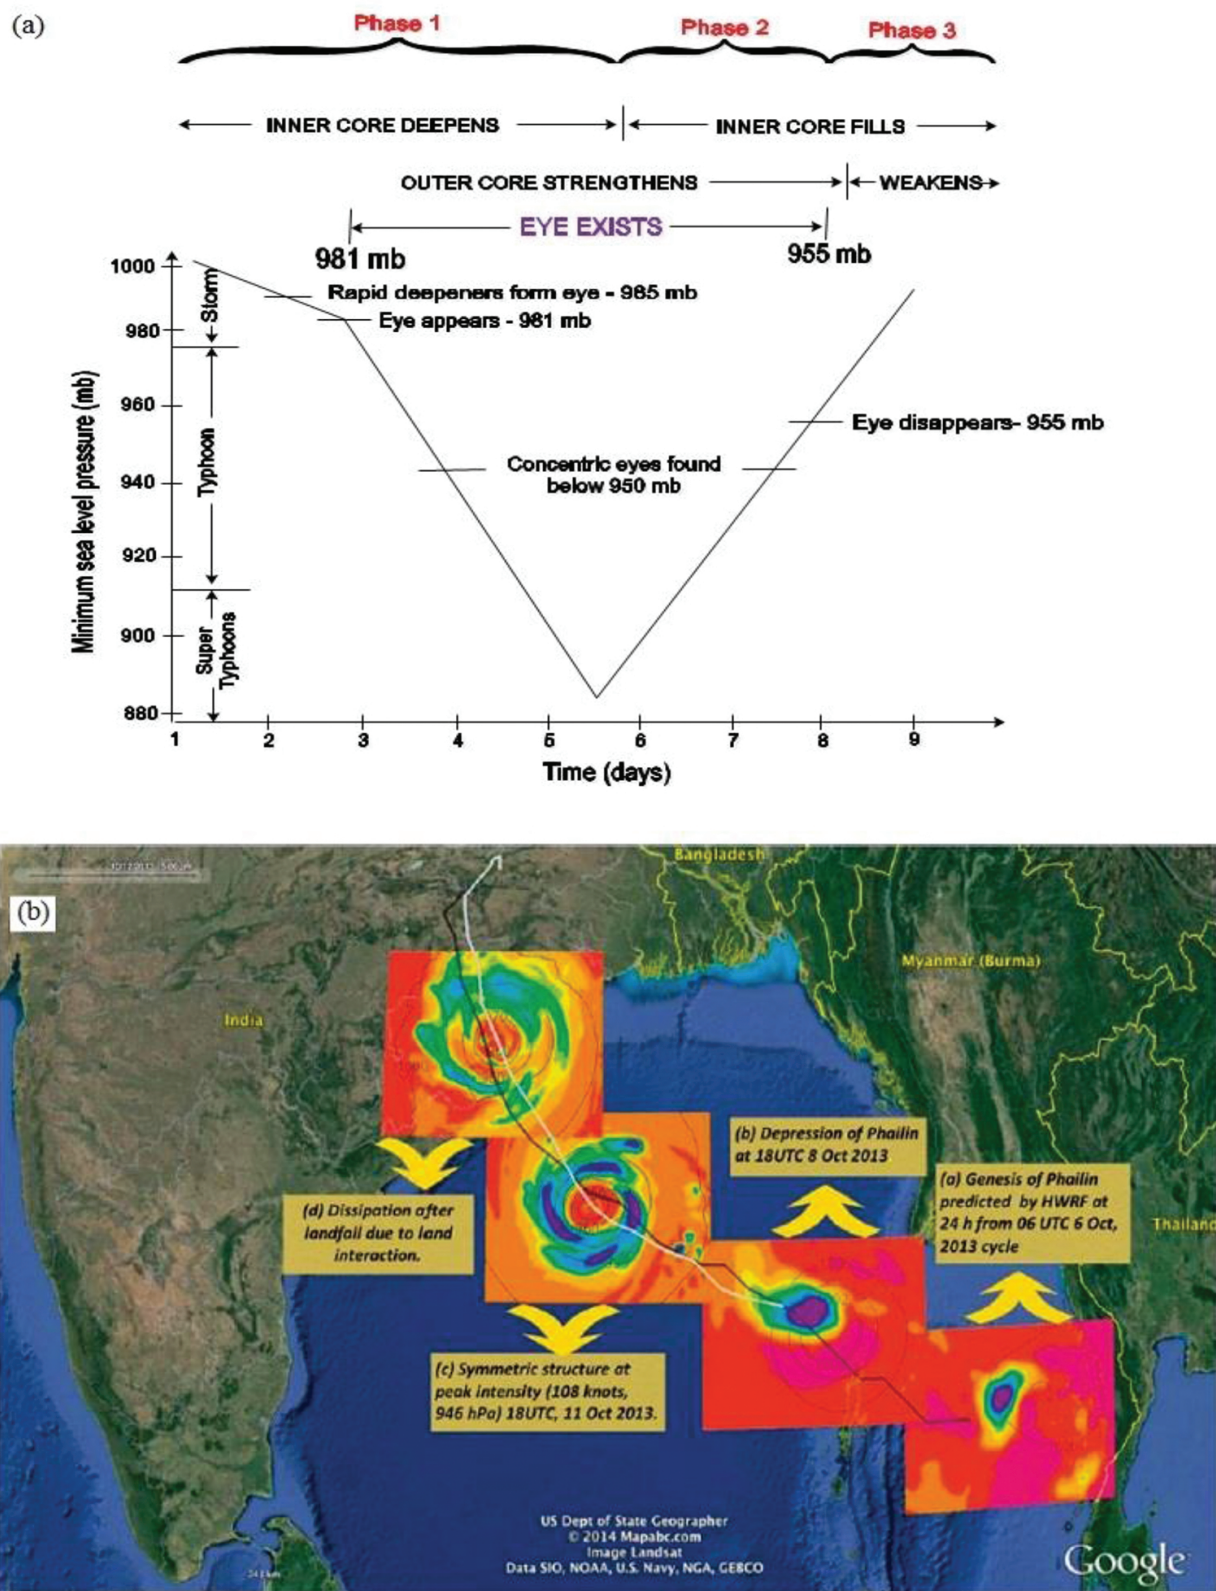 (a)
Phase 1
Phase 2
Phase 3
INNER CORE DEEPENS
INNER CORE FILLS
OUTER CORE STRENGTHENS
WEAKENS
EYE EXISTS
981 mb
955 mb
Rapid deepeners form eye - 985 mb
Eye appears - 981 mb
Eye disappears- 955 mb
Concentric eyes found
below 950 mb
Minimum sea level pressure (mb)
1000
980
960
940
920
900
880
Storm
Typhoon
Super
Typhoons
1 2 3 4 5 6 7 8 9
Time (days)
(b)
Bangladesh
Myanmar (Burma)
India
Thailand
(b) Depression of Phailin
at 18UTC 8 Oct 2013
(a) Genesis of Phailin
predicted by HWRF at
24 h from 06 UTC 6 Oct,
2013 cycle
(d) Dissipation after
landfall due to land
interaction.
(c) Symmetric structure at
peak intensity (108 knots,
946 hPa) 18UTC, 11 Oct 2013.
US Dept of State Geographer
© 2014 Mapabc.com
Image Landsat
Data SIO, NOAA, U.S. Navy, NGA, GEBCO
Google